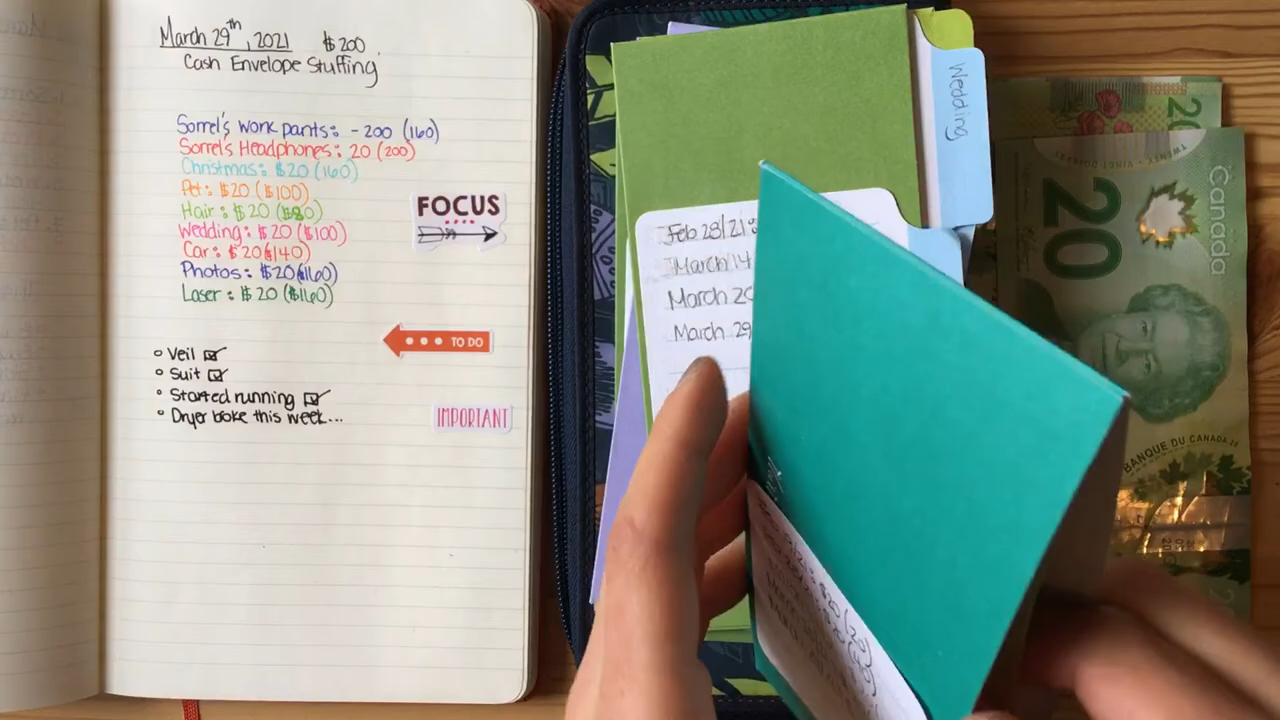 March 29th, 2021 $200
Cash Envelope Stuffing
Sorrel's work pants: -200 (160)
Sorrel's Headphones: 20 (200)
Christmas: $20 (160)
Pet: $20 ($100)
Hair: $20 ($80)
Wedding: $20 ($100)
Car: $20 ($140)
Photos: $20 ($160)
Laser: $20 ($160)
FOCUS
TO DO
Veil
Suit
Started running
Dryer broke this week...
IMPORTANT
Wedding
Feb 28/21:
March 14
March
March 29
20
TWENTY • VINGT DOLLARS
20
Canada
BANQUE DU CANADA